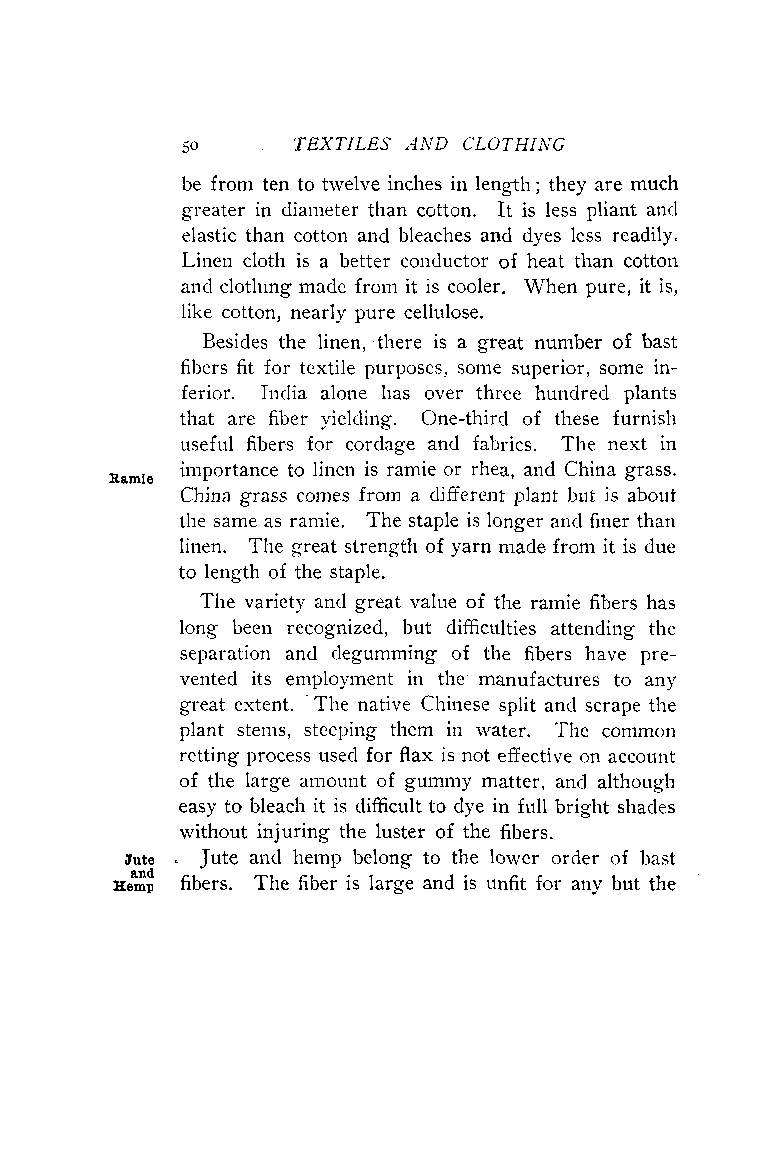 50 TEXTILES AND CLOTHING
be from ten to twelve inches in length; they are much
greater in diameter than cotton. It is less pliant and
elastic than cotton and bleaches and dyes less readily.
Linen cloth is a better conductor of heat than cotton
and clothing made from it is cooler. When pure, it is,
like cotton, nearly pure cellulose.
Besides the linen, there is a great number of bast
fibers fit for textile purposes, some superior, some in-
ferior. India alone has over three hundred plants
that are fiber yielding. One-third of these furnish
useful fibers for cordage and fabrics. The next in
Ramie
importance to linen is ramie or rhea, and China grass.
China grass comes from a different plant but is about
the same as ramie. The staple is longer and finer than
linen. The great strength of yarn made from it is due
to length of the staple.
The variety and great value of the ramie fibers has
long been recognized, but difficulties attending the
separation and degumming of the fibers have pre-
vented its employment in the manufactures to any
great extent. The native Chinese split and scrape the
plant stems, steeping them in water. The common
retting process used for flax is not effective on account
of the large amount of gummy matter, and although
easy to bleach it is difficult to dye in full bright shades
without injuring the luster of the fibers.
Jute
and
Hemp
Jute and hemp belong to the lower order of bast
fibers. The fiber is large and is unfit for any but the